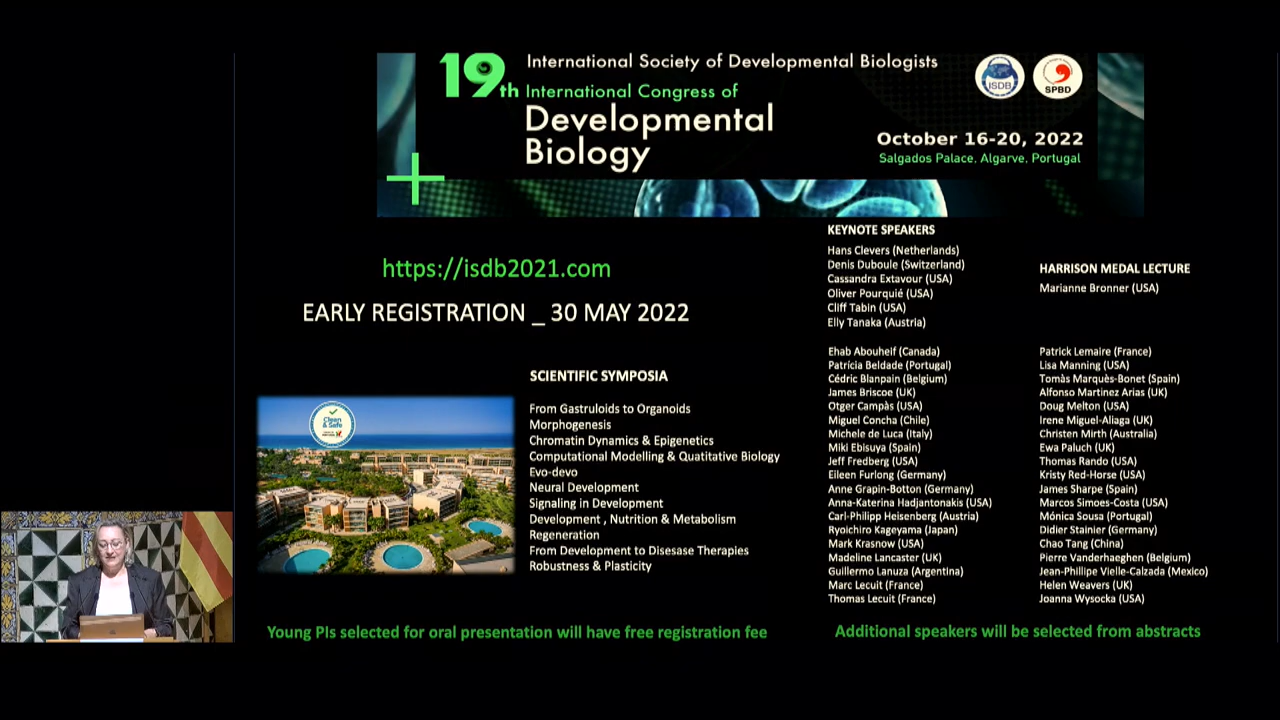 19th
International Society of Developmental Biologists
International Congress of
Developmental
Biology
ISDB
SPBD
October 16-20, 2022
Salgados Palace, Algarve, Portugal
https://isdb2021.com
EARLY REGISTRATION _ 30 MAY 2022
SCIENTIFIC SYMPOSIA
From Gastruloids to Organoids
Morphogenesis
Chromatin Dynamics & Epigenetics
Computational Modelling & Quatitative Biology
Evo-devo
Neural Development
Signaling in Development
Development , Nutrition & Metabolism
Regeneration
From Development to Disease Therapies
Robustness & Plasticity
Clean
& Safe
Young PIs selected for oral presentation will have free registration fee
KEYNOTE SPEAKERS
Hans Clevers (Netherlands)
Denis Duboule (Switzerland)
Cassandra Extavour (USA)
Oliver Pourquié (USA)
Cliff Tabin (USA)
Elly Tanaka (Austria)
HARRISON MEDAL LECTURE
Marianne Bronner (USA)
Ehab Abouheif (Canada)
Patrícia Beldade (Portugal)
Cédric Blanpain (Belgium)
James Briscoe (UK)
Otger Campàs (USA)
Miguel Concha (Chile)
Michele de Luca (Italy)
Miki Ebisuya (Spain)
Jeff Fredberg (USA)
Eileen Furlong (Germany)
Anne Grapin-Botton (Germany)
Anna-Katerina Hadjantonakis (USA)
Carl-Philipp Heisenberg (Austria)
Ryoichiro Kageyama (Japan)
Mark Krasnow (USA)
Madeline Lancaster (UK)
Guillermo Lanuza (Argentina)
Marc Lecuit (France)
Thomas Lecuit (France)
Patrick Lemaire (France)
Lisa Manning (USA)
Tomàs Marquès-Bonet (Spain)
Alfonso Martinez Arias (UK)
Doug Melton (USA)
Irene Miguel-Aliaga (UK)
Christen Mirth (Australia)
Ewa Paluch (UK)
Thomas Rando (USA)
Kristy Red-Horse (USA)
James Sharpe (Spain)
Marcos Simoes-Costa (USA)
Mónica Sousa (Portugal)
Didier Stainier (Germany)
Chao Tang (China)
Pierre Vanderhaeghen (Belgium)
Jean-Phillipe Vielle-Calzada (Mexico)
Helen Weavers (UK)
Joanna Wysocka (USA)
Additional speakers will be selected from abstracts